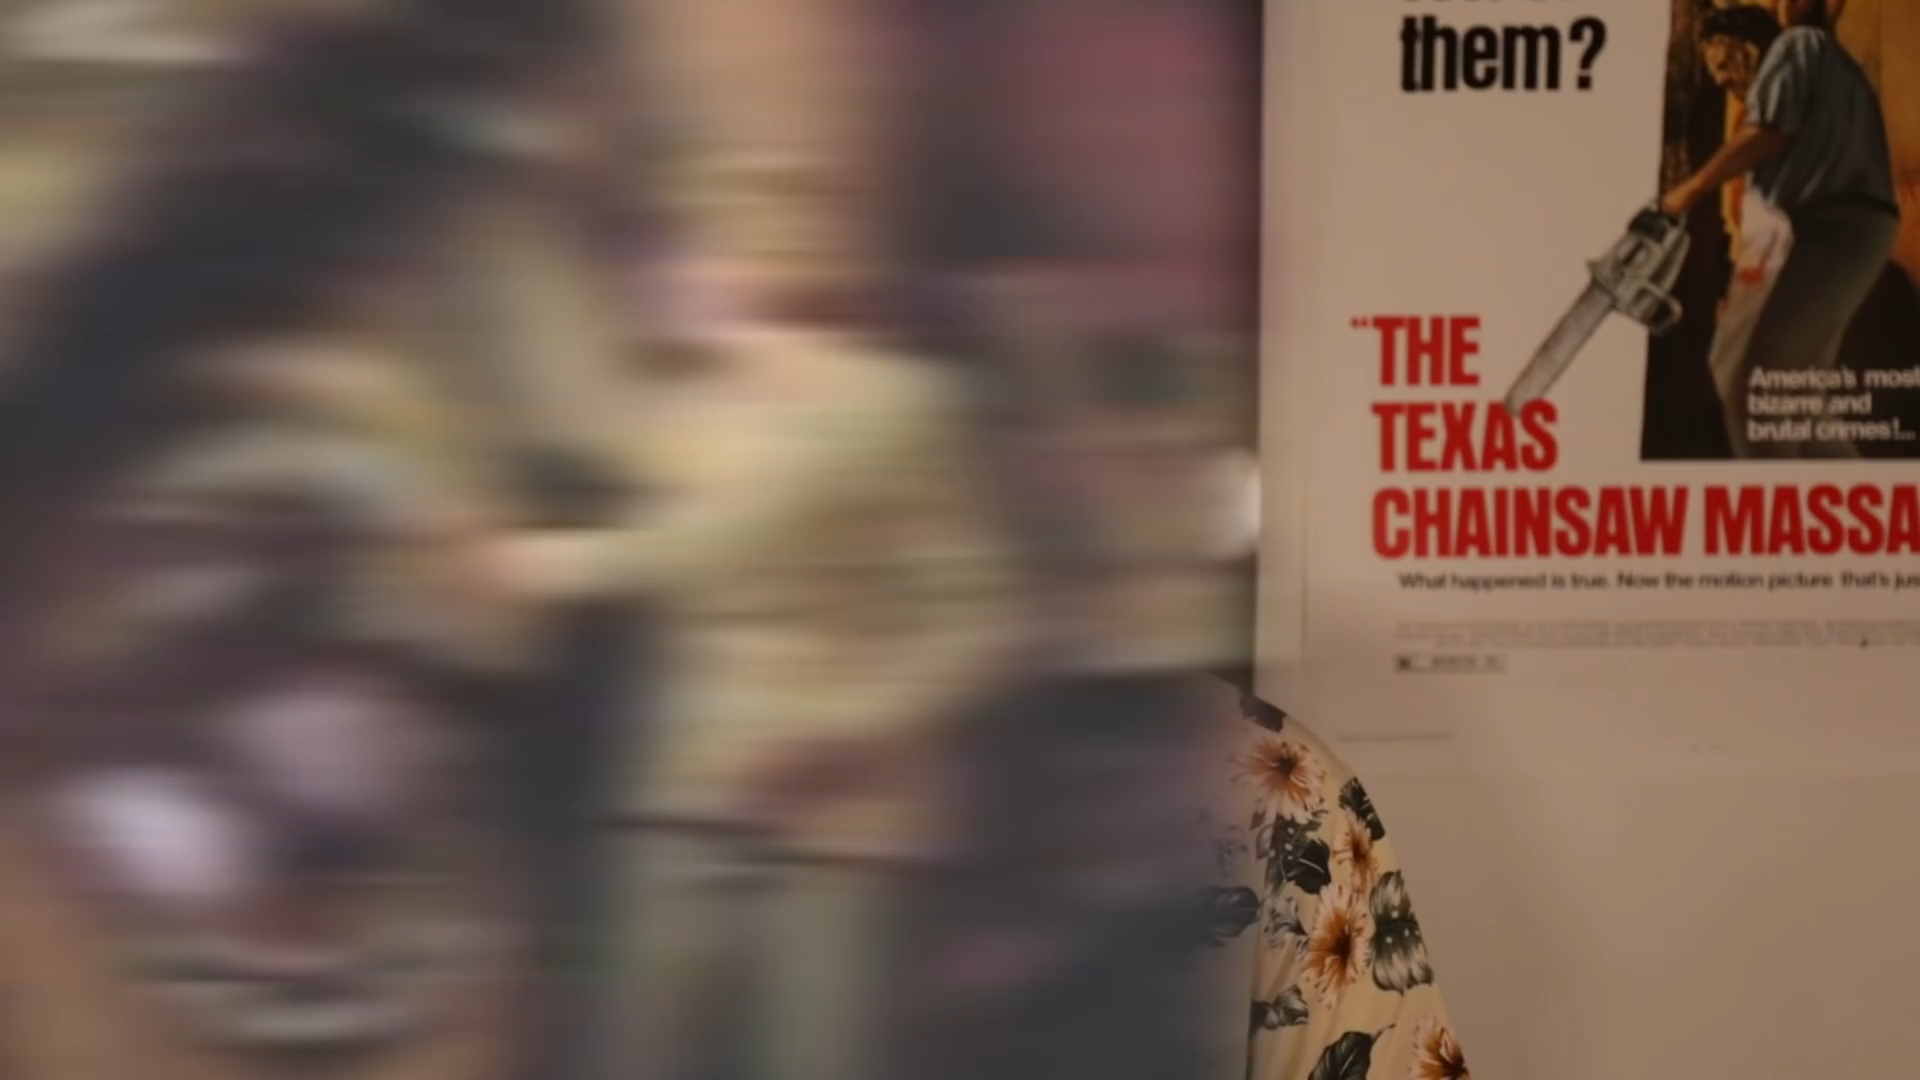 them?
"THE
TEXAS
CHAINSAW MASSA
America's most
bizarre and
brutal crimes!...
What happened is true. Now the motion picture that's jus